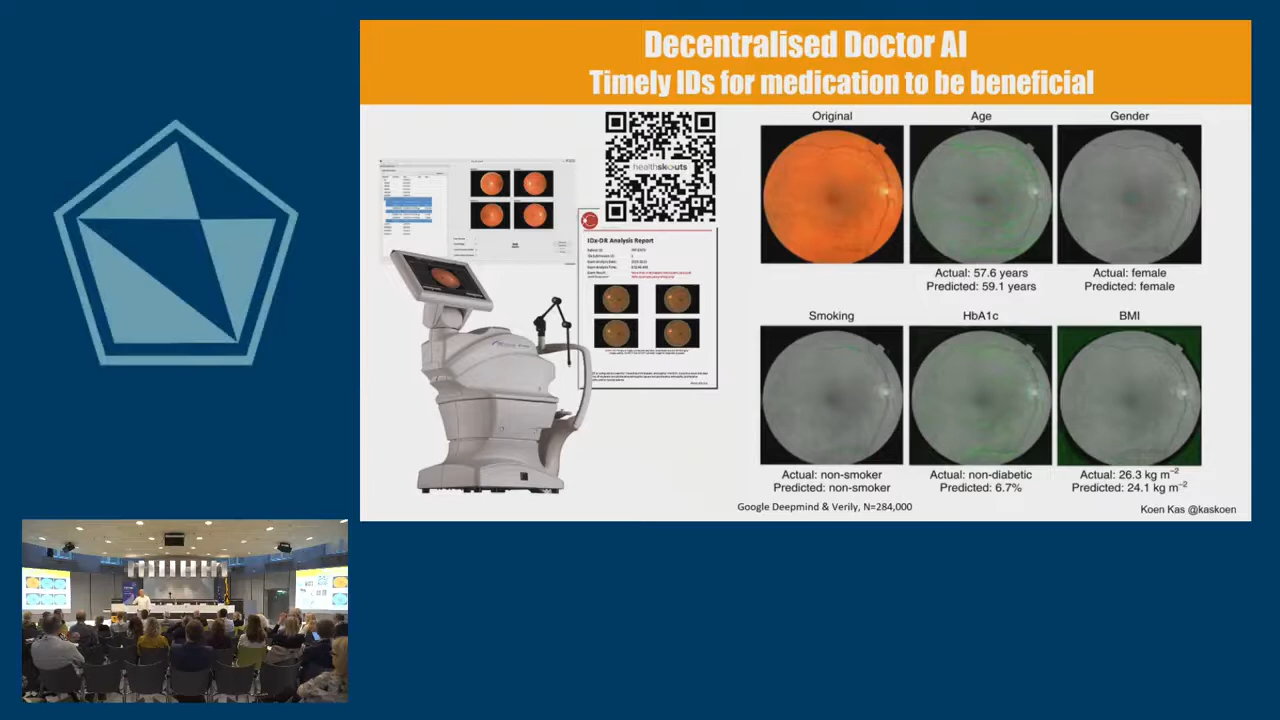 Decentralised Doctor AI
Timely IDs for medication to be beneficial
healthskouts
IDx-DR Analysis Report
Original
Age
Gender
Actual: 57.6 years
Predicted: 59.1 years
Actual: female
Predicted: female
Smoking
HbA1c
BMI
Actual: non-smoker
Predicted: non-smoker
Actual: non-diabetic
Predicted: 6.7%
Actual: 26.3 kg m⁻²
Predicted: 24.1 kg m⁻²
Google Deepmind & Verily, N=284,000
Koen Kas @kaskoen